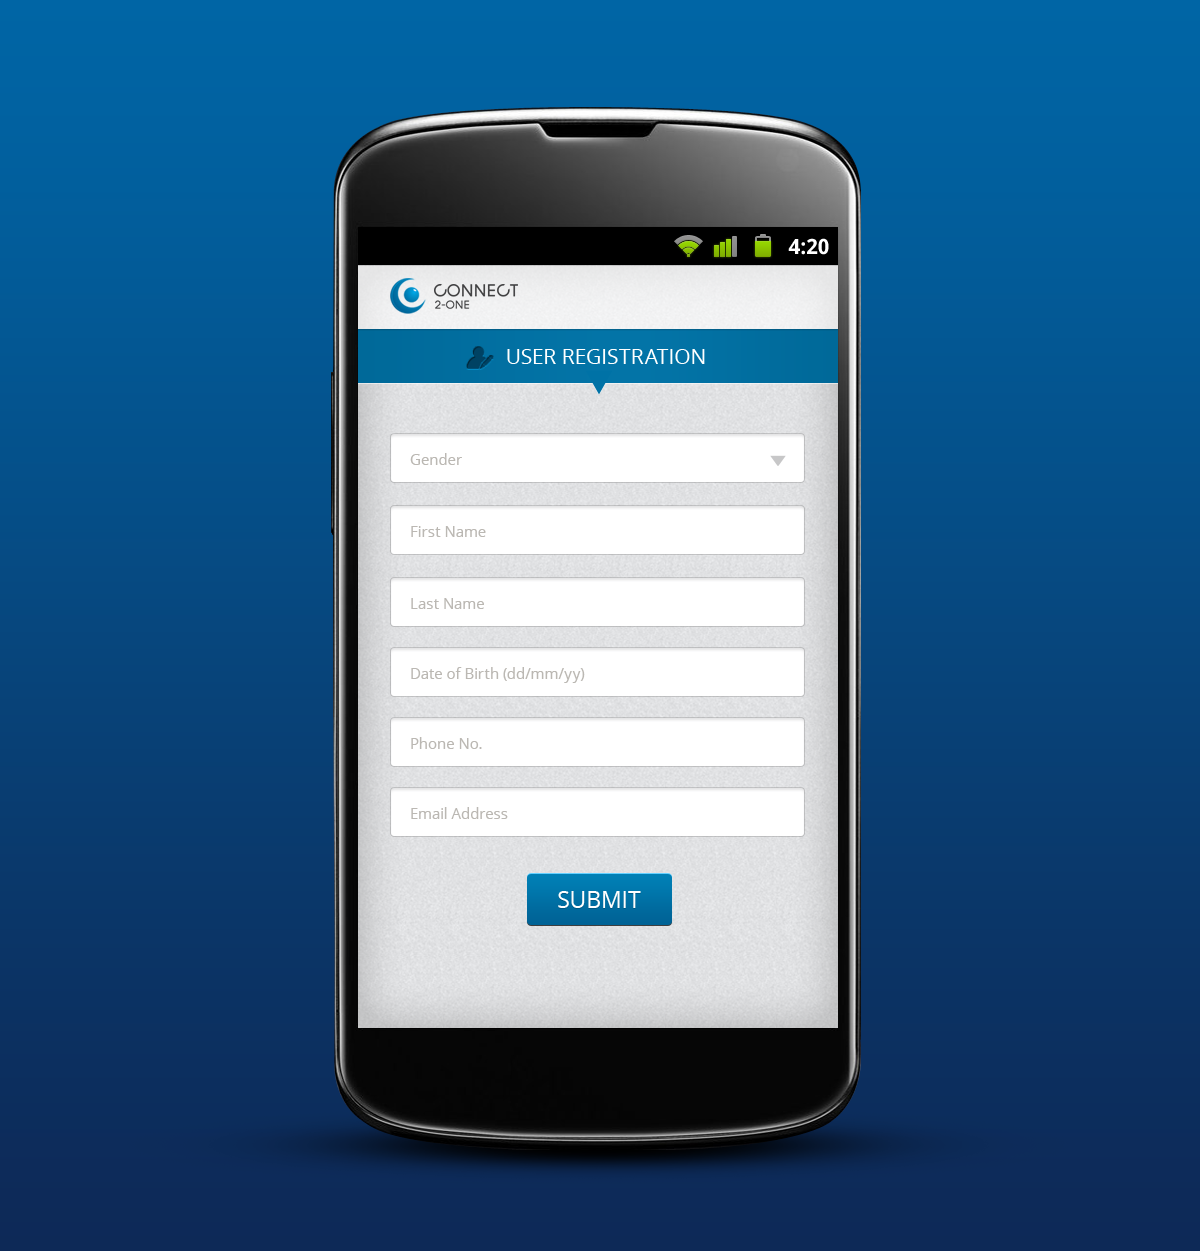 4:20
CONNECT
2-ONE
USER REGISTRATION
Gender
First Name
Last Name
Date of Birth (dd/mm/yy)
Phone No.
Email Address
SUBMIT